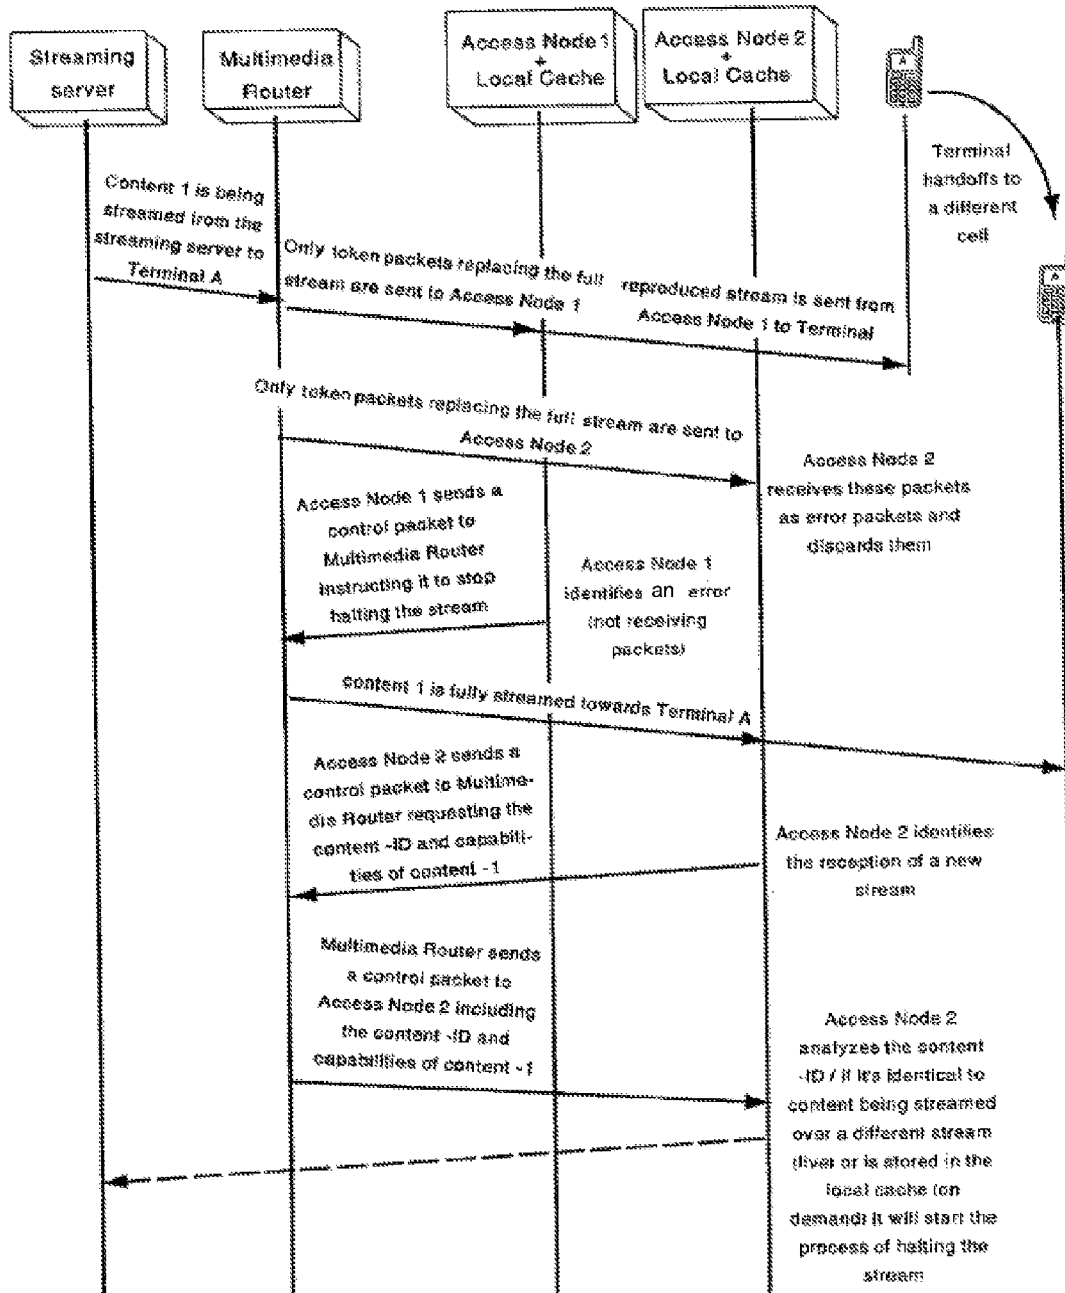 Streaming
server
Multimedia
Router
Access Node 1
+
Local Cache
Access Node 2
+
Local Cache
A
Terminal
handoffs to
a different
cell
A
Content 1 is being
streamed from the
streaming server to
Terminal A
Only token packets replacing the full
stream are sent to Access Node 1
reproduced stream is sent from
Access Node 1 to Terminal
Only token packets replacing the full stream are sent to
Access Node 2
Access Node 2
receives these packets
as error packets and
discards them
Access Node 1 sends a
control packet to
Multimedia Router
instructing it to stop
halting the stream
Access Node 1
identifies an error
(not receiving
packets)
content 1 is fully streamed towards Terminal A
Access Node 2 sends a
control packet to Multime-
dia Router requesting the
content -ID and capabili-
ties of content -1
Access Node 2 identifies
the reception of a new
stream
Multimedia Router sends
a control packet to
Access Node 2 including
the content -ID and
capabilities of content -1
Access Node 2
analyzes the content
-ID / if it's identical to
content being streamed
over a different stream
(live) or is stored in the
local cache (on
demand) it will start the
process of halting the
stream